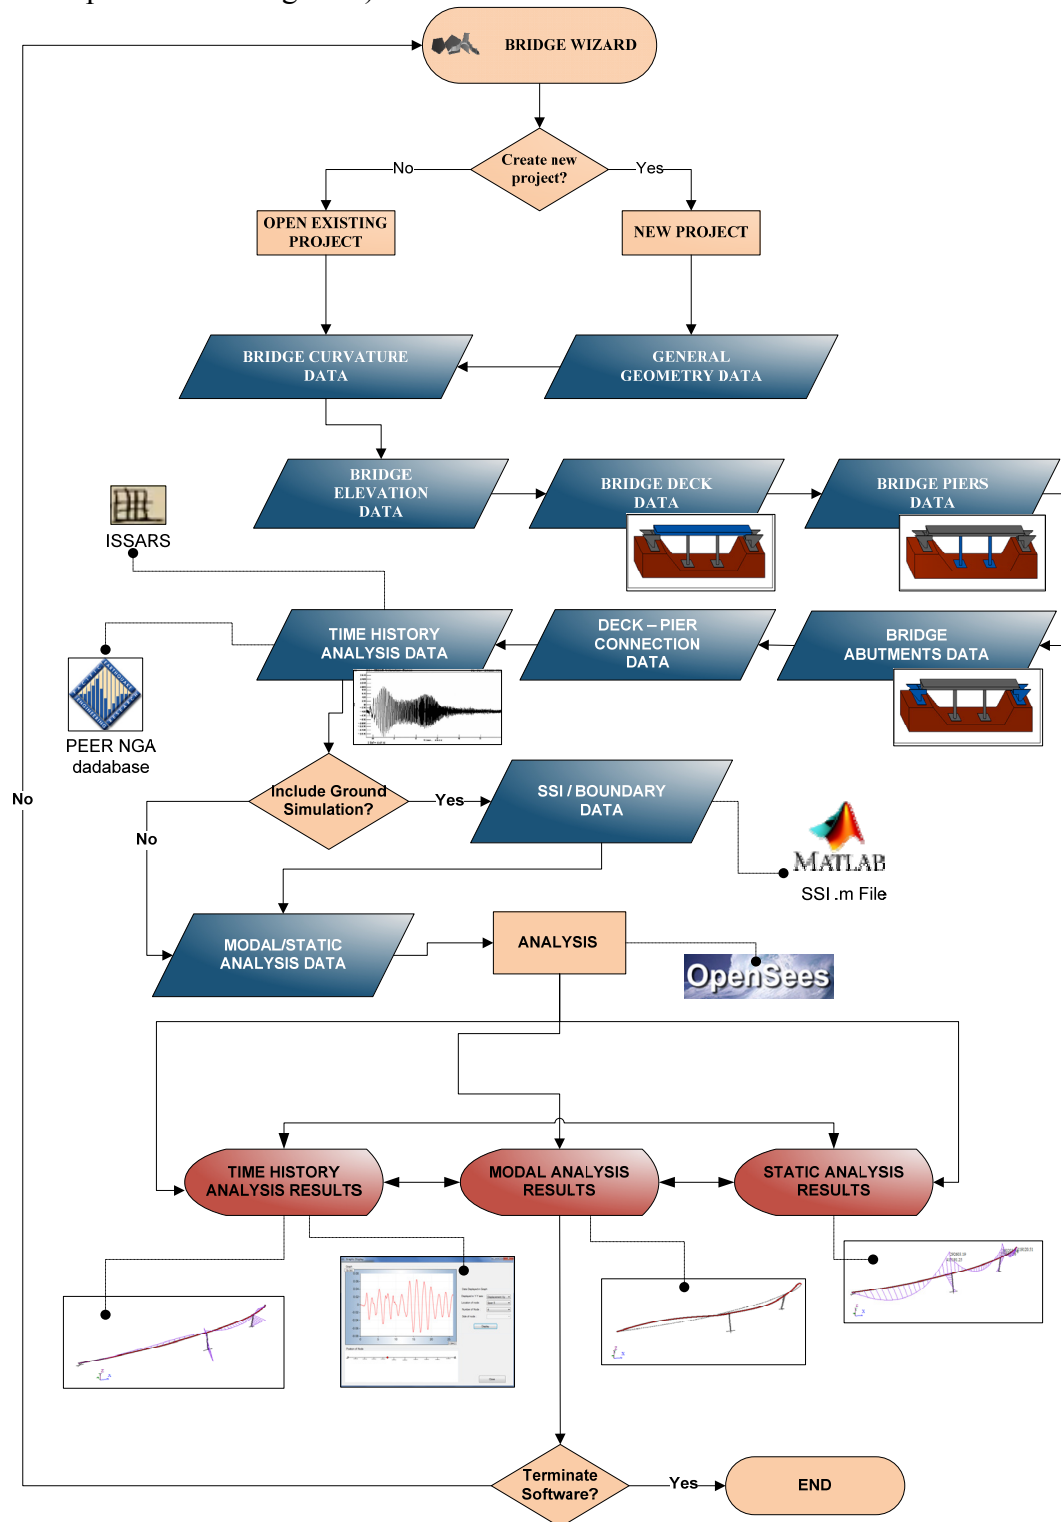 BRIDGE WIZARD
Create new
project?
No
Yes
OPEN EXISTING
PROJECT
NEW PROJECT
BRIDGE CURVATURE
DATA
GENERAL
GEOMETRY DATA
BRIDGE
ELEVATION
DATA
BRIDGE DECK
DATA
BRIDGE PIERS
DATA
ISSARS
TIME HISTORY
ANALYSIS DATA
DECK – PIER
CONNECTION
DATA
BRIDGE
ABUTMENTS DATA
PEER NGA
dadabase
Include Ground
Simulation?
Yes
No
SSI / BOUNDARY
DATA
No
MATLAB
SSI .m File
MODAL/STATIC
ANALYSIS DATA
ANALYSIS
OpenSees
TIME HISTORY
ANALYSIS RESULTS
MODAL ANALYSIS
RESULTS
STATIC ANALYSIS
RESULTS
Terminate
Software?
Yes
END